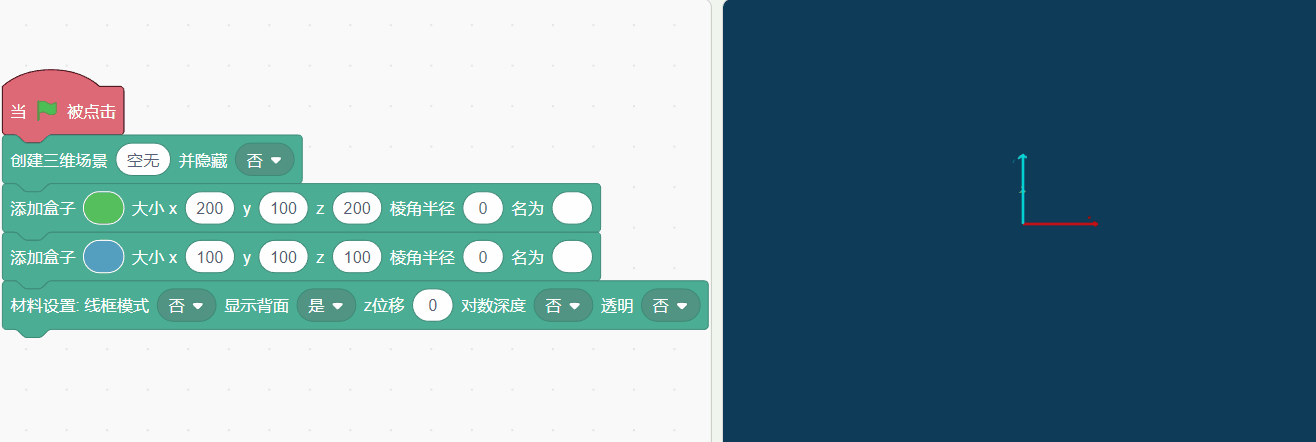 当 被点击
创建三维场景 空无 并隐藏 否
添加盒子 大小 x 200 y 100 z 200 棱角半径 0 名为
添加盒子 大小 x 100 y 100 z 100 棱角半径 0 名为
材料设置: 线框模式 否 显示背面 是 z位移 0 对数深度 否 透明 否